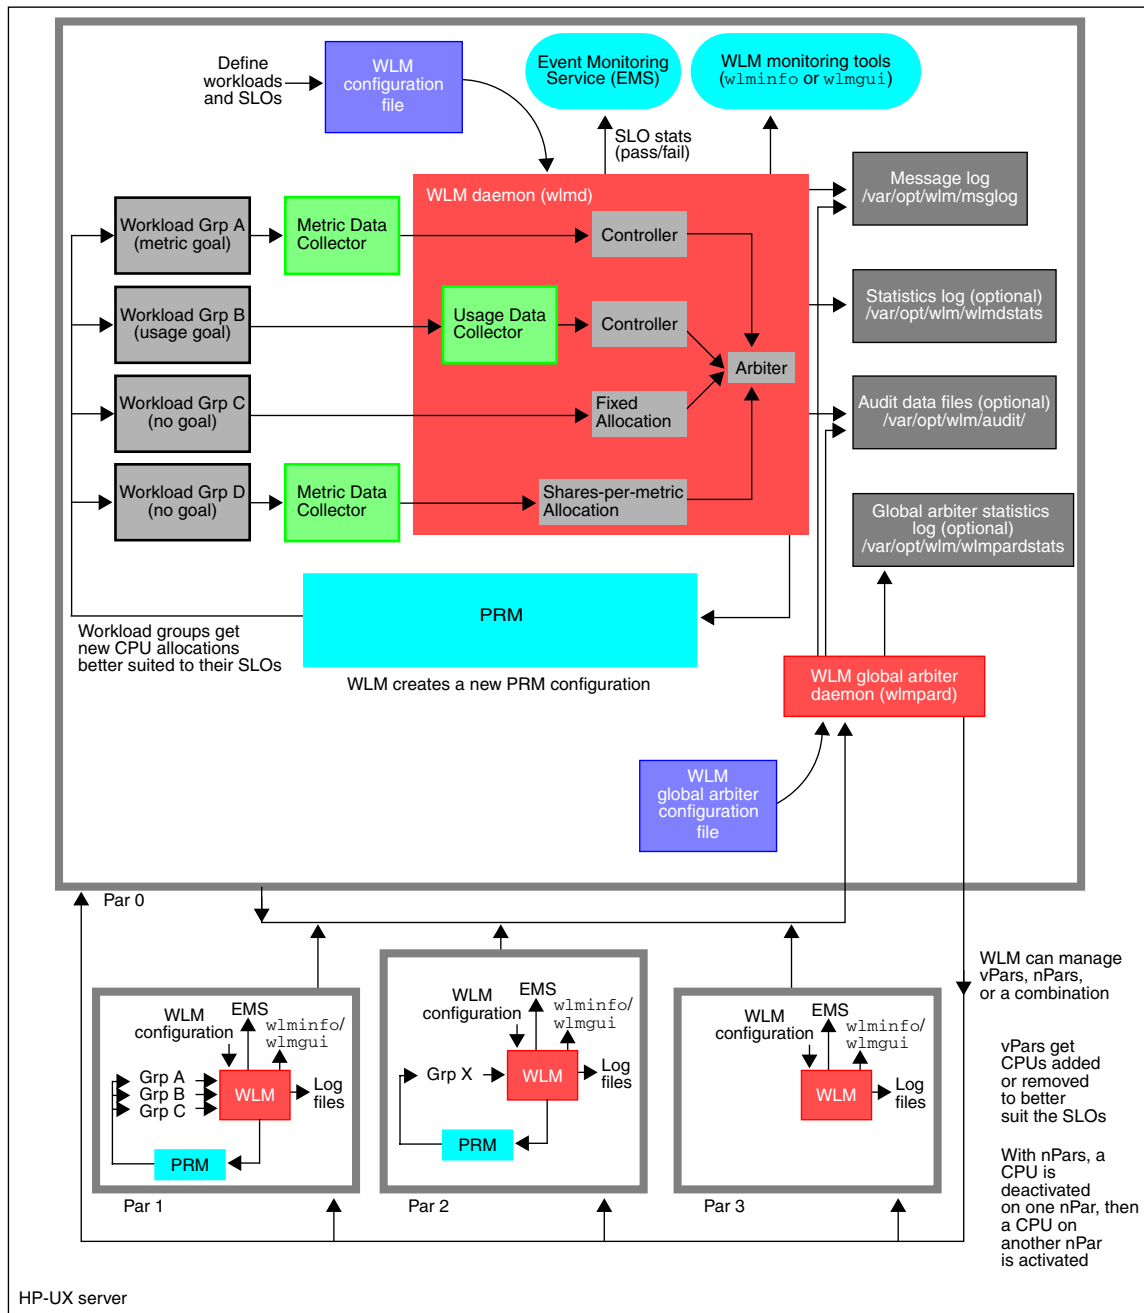 Define
workloads
and SLOs
WLM
configuration
file
Event Monitoring
Service (EMS)
WLM monitoring tools
(wlminfo or wlmgui)
SLO stats
(pass/fail)
WLM daemon (wlmd)
Message log
/var/opt/wlm/msglog
Workload Grp A
(metric goal)
Metric Data
Collector
Controller
Statistics log (optional)
/var/opt/wlm/wlmdstats
Workload Grp B
(usage goal)
Usage Data
Collector
Controller
Arbiter
Workload Grp C
(no goal)
Fixed
Allocation
Audit data files (optional)
/var/opt/wlm/audit/
Workload Grp D
(no goal)
Metric Data
Collector
Shares-per-metric
Allocation
Global arbiter statistics
log (optional)
/var/opt/wlm/wlmpardstats
PRM
Workload groups get
new CPU allocations
better suited to their SLOs
WLM creates a new PRM configuration
WLM global arbiter
daemon (wlmpard)
WLM
global arbiter
configuration
file
Par 0
WLM
configuration
EMS
wlminfo/
wlmgui
Grp A
Grp B
Grp C
WLM
Log
files
PRM
Par 1
WLM
configuration
EMS
wlminfo/
wlmgui
Grp X
WLM
Log
files
PRM
Par 2
WLM
configuration
EMS
wlminfo/
wlmgui
WLM
Log
files
Par 3
WLM can manage
vPars, nPars,
or a combination
vPars get
CPUs added
or removed
to better
suit the SLOs
With nPars, a
CPU is
deactivated
on one nPar, then
a CPU on
another nPar
is activated
HP-UX server